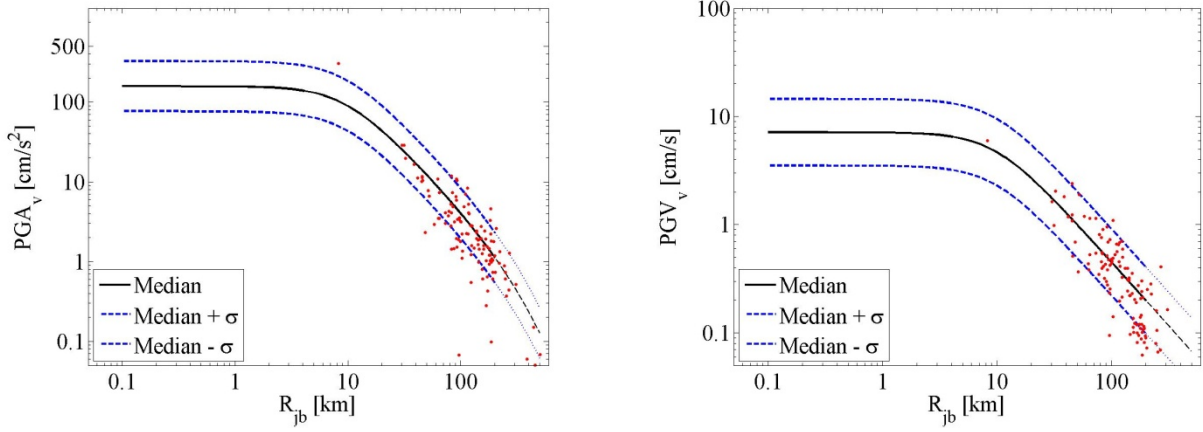 PGA_v [cm/s^2]
500
100
10
1
0.1
Median
Median + σ
Median - σ
0.1 1 10 100
R_jb [km]
PGV_v [cm/s]
100
10
1
0.1
Median
Median + σ
Median - σ
0.1 1 10 100
R_jb [km]